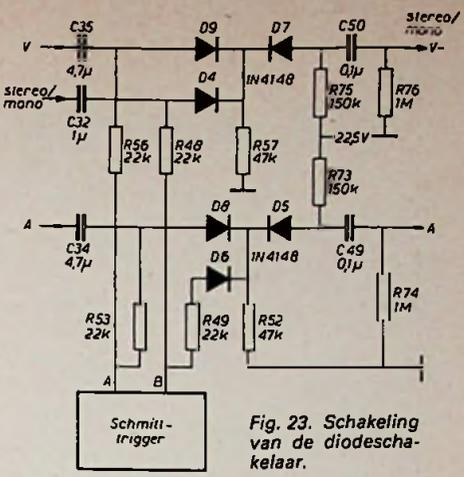 C35
D9
D7
C50
stereo/
mono
V
V-
4,7µ
0,1µ
stereo/
mono
D4
1N4148
C32
1µ
R75
150k
R76
1M
R56
22k
R48
22k
R57
47k
22,5V
R73
150k
A
D8
D5
A
C34
4,7µ
1N4148
C49
0,1µ
D6
R53
22k
R49
22k
R52
47k
R74
1M
A
B
Schmitt-
trigger
Fig. 23. Schakeling
van de diodescha-
kelaar.